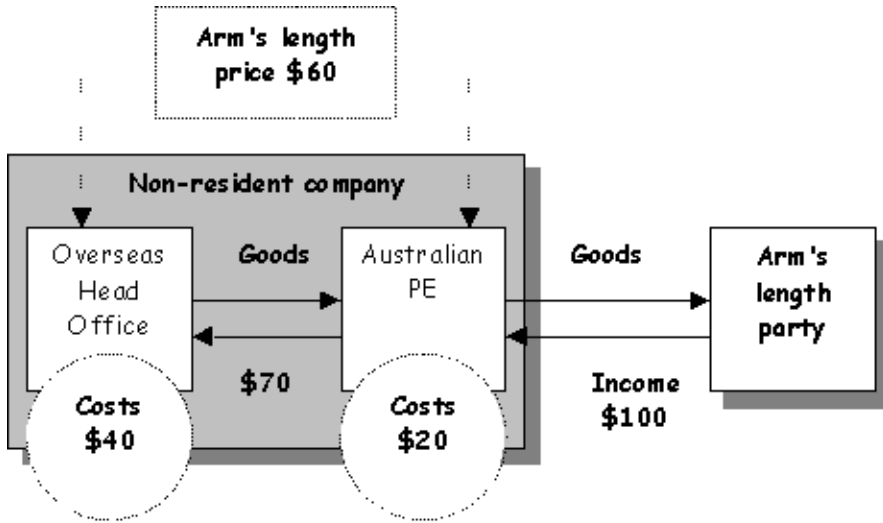 Arm's length
price $60
Non-resident company
Overseas
Head
Office
Goods
Australian
PE
Goods
Arm's
length
party
$70
Income
$100
Costs
$40
Costs
$20